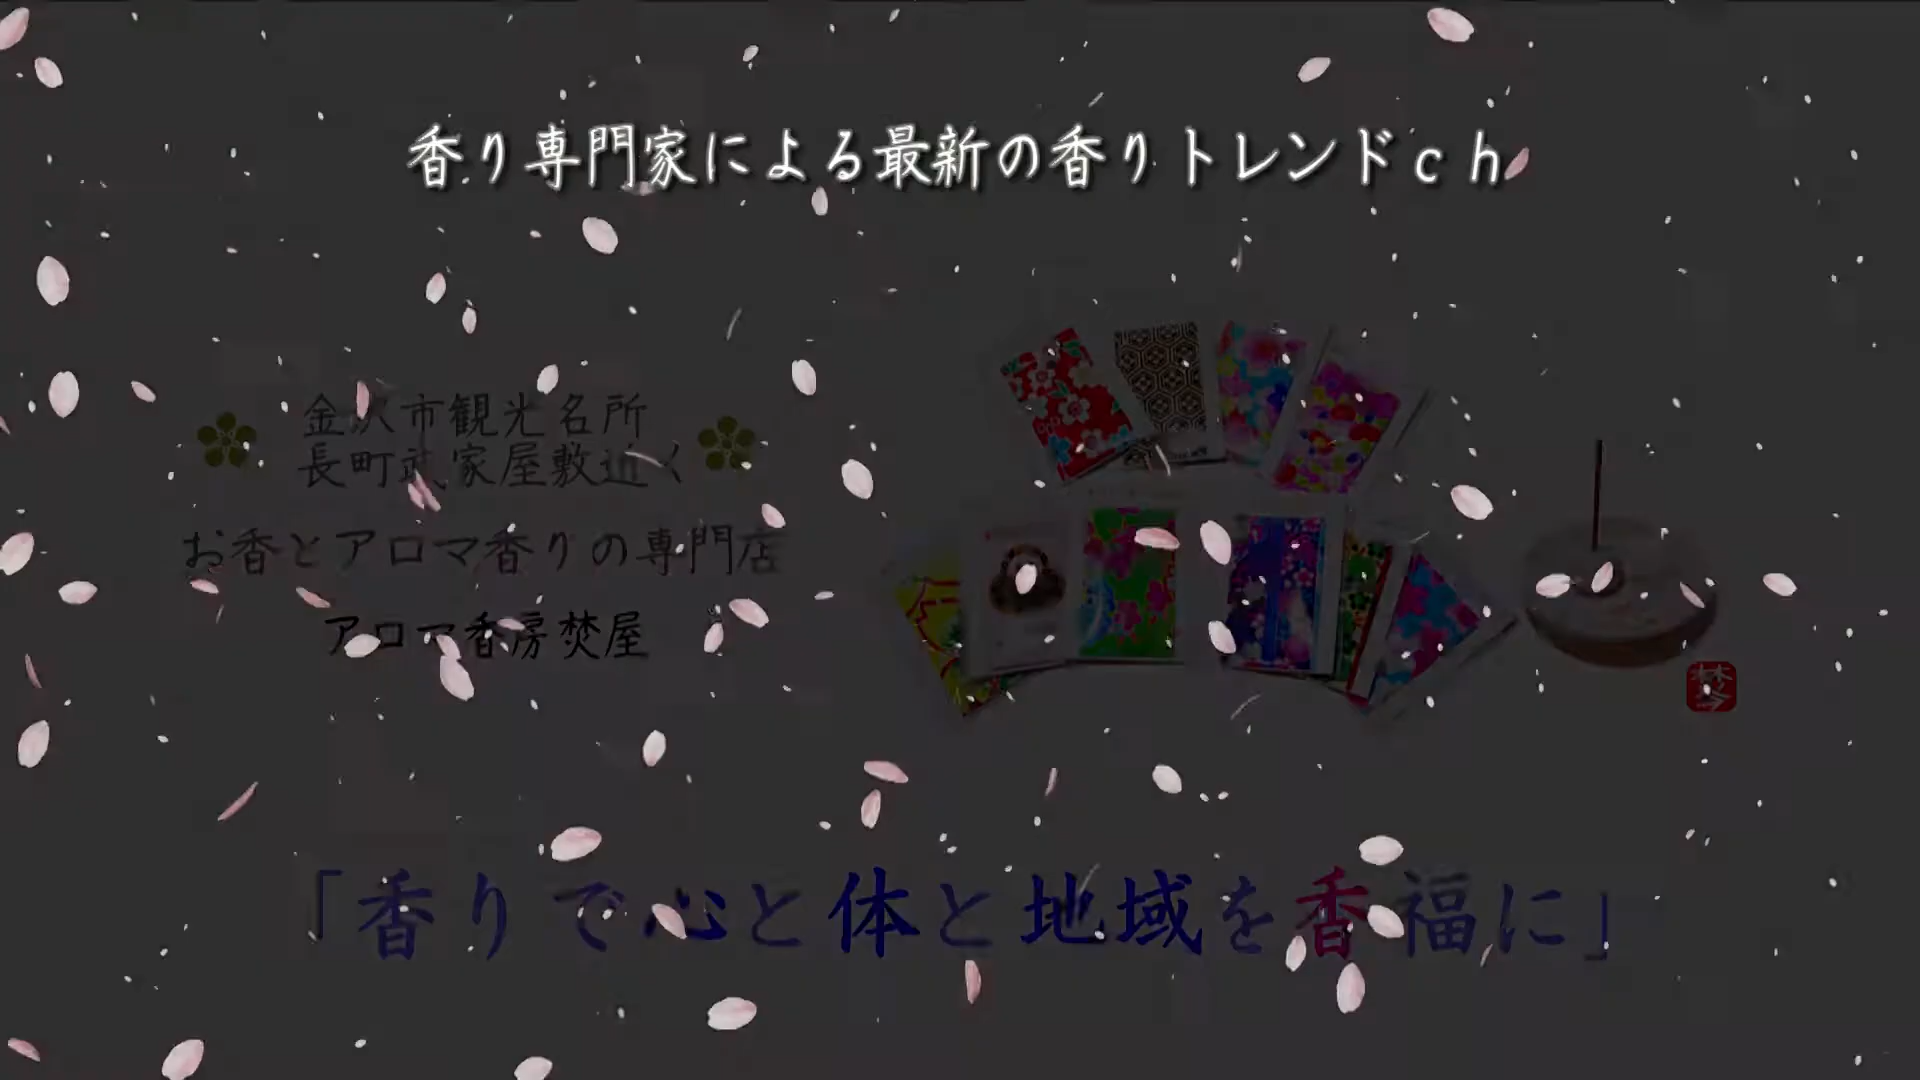 香り専門家による最新の香りトレンドｃｈ
金沢市観光名所
長町武家屋敷近く
お香とアロマ香りの専門店
アロマ香房焚屋
「香りで心と体と地域を香福に」